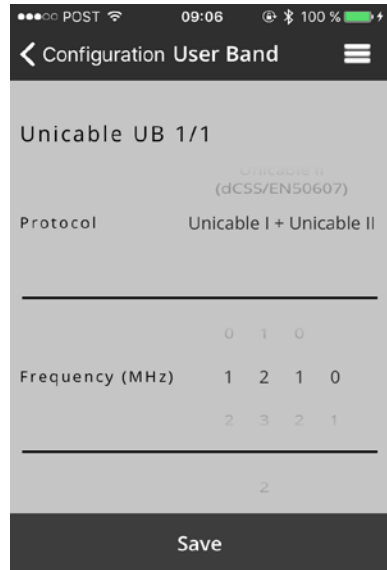 POST 09:06 100 %
Configuration User Band
Unicable UB 1/1
Unicable II
(dCSS/EN50607)
Protocol Unicable I + Unicable II
0 1 0
Frequency (MHz) 1 2 1 0
2 3 2 1
2
Save